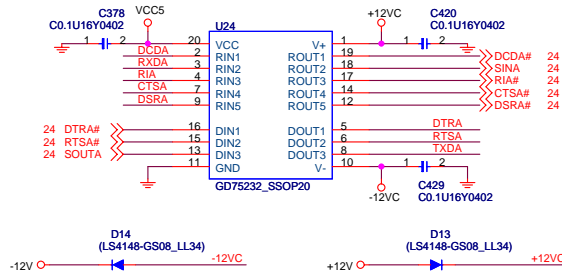 C378 VCC5 U24 C420
C0.1U16Y0402 +12VC C0.1U16Y0402
1 2 20 VCC V+ 1 1 2
DCDA 2 RIN1 ROUT1 19 DCDA# 24
RXDA 3 RIN2 ROUT2 18 SINA 24
RIA 4 RIN3 ROUT3 17 RIA# 24
CTSA 7 RIN4 ROUT4 14 CTSA# 24
DSRA 9 RIN5 ROUT5 12 DSRA# 24
24 DTRA# 16 DIN1 DOUT1 5 DTRA
24 RTSA# 15 DIN2 DOUT2 6 RTSA
24 SOUTA 13 DIN3 DOUT3 8 TXDA
11 GND V- 10 1 2
GD75232_SSOP20 -12VC C429
C0.1U16Y0402
D14 D13
(LS4148-GS08_LL34) (LS4148-GS08_LL34)
-12V -12VC +12V +12VC